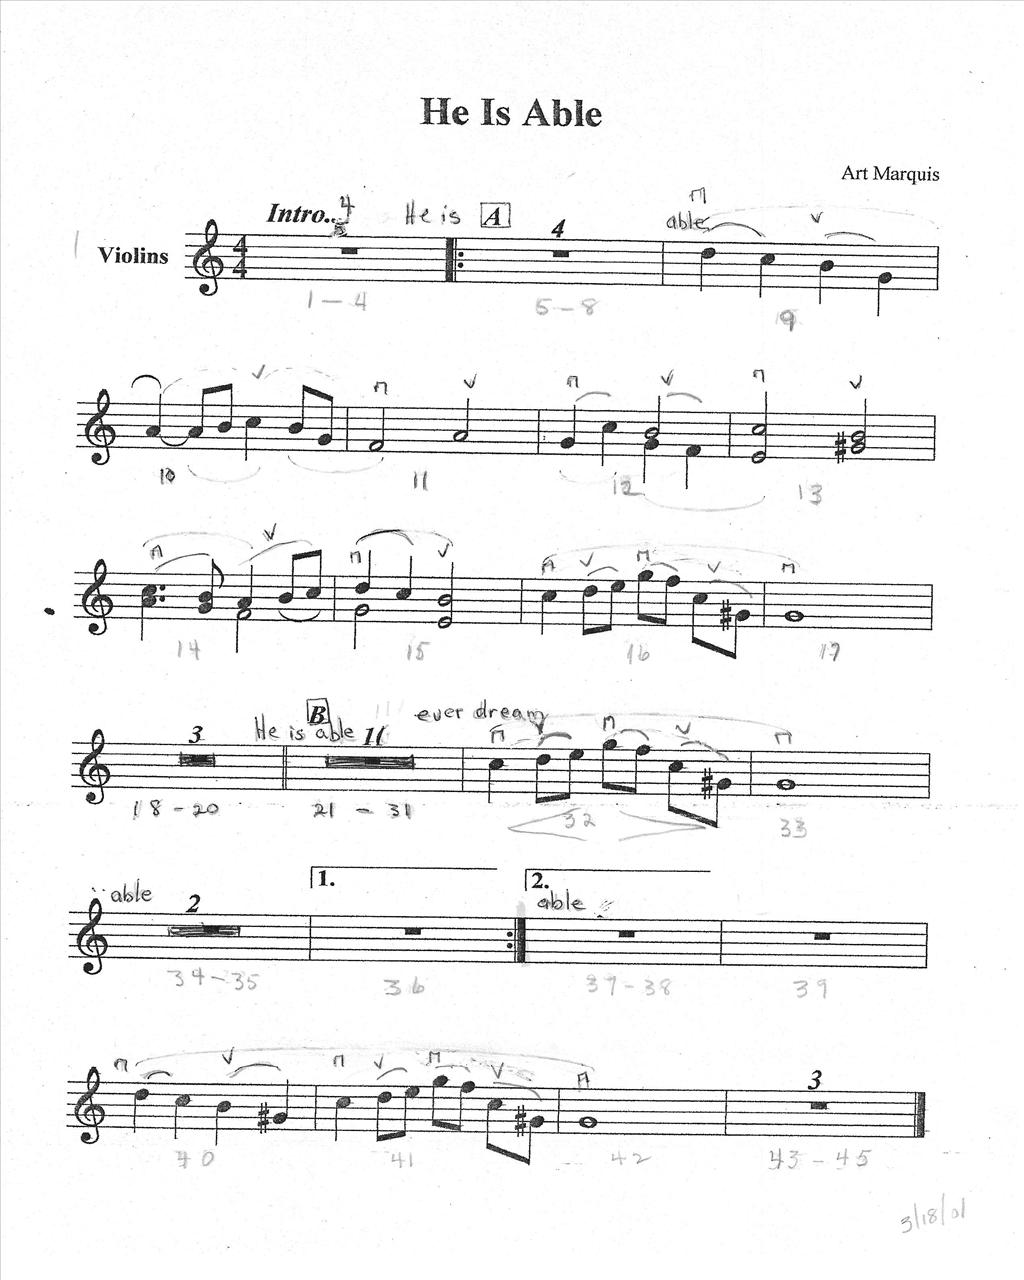 He Is Able
Art Marquis
Intro.. 4 He is A 4 able
Violins
1 – 4 5 – 8 9
10 11 12 13
14 15 16 17
3 He is able B 11 ever dream
18 – 20 21 – 31 32 33
able 2 1. 2. able
34 – 35 36 37 – 38 39
3
40 41 42 43 – 45
3/18/01